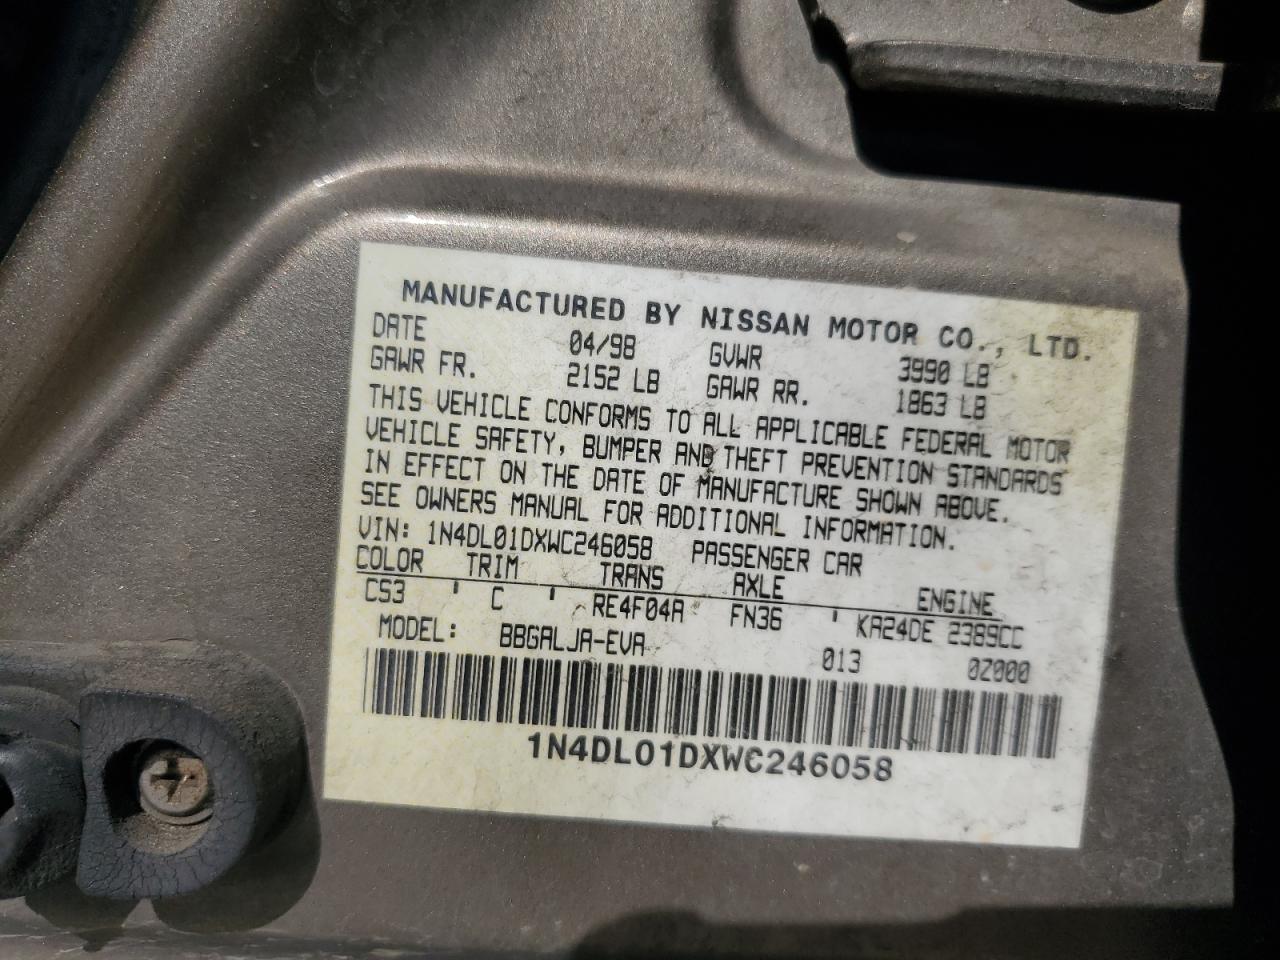 MANUFACTURED BY NISSAN MOTOR CO., LTD.
DATE 04/98 GVWR 3990 LB
GAWR FR. 2152 LB GAWR RR. 1863 LB
THIS VEHICLE CONFORMS TO ALL APPLICABLE FEDERAL MOTOR
VEHICLE SAFETY, BUMPER AND THEFT PREVENTION STANDARDS
IN EFFECT ON THE DATE OF MANUFACTURE SHOWN ABOVE.
SEE OWNERS MANUAL FOR ADDITIONAL INFORMATION.
VIN: 1N4DL01DXWC246058 PASSENGER CAR
COLOR TRIM TRANS AXLE ENGINE
CS3 ' C ' RE4F04A FN36 ' KA24DE 2389CC
MODEL: BBGALJA-EVA 013 0Z000
1N4DL01DXWC246058